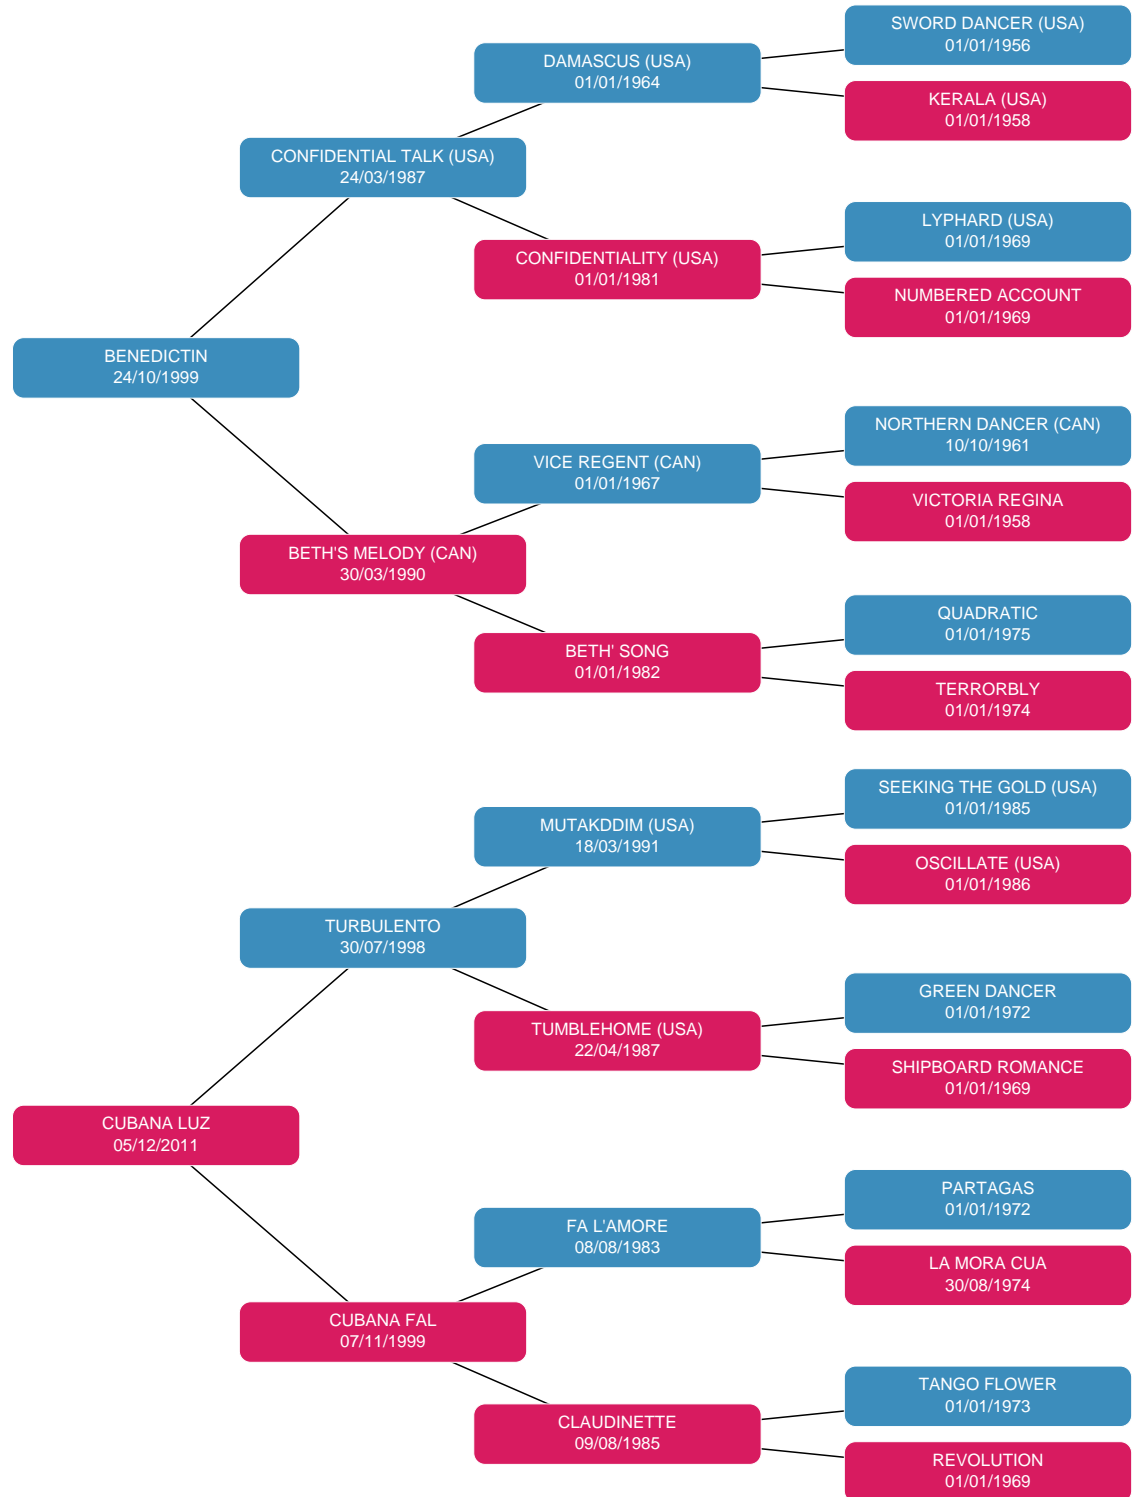 SWORD DANCER (USA)
01/01/1956
DAMASCUS (USA)
01/01/1964
KERALA (USA)
01/01/1958
CONFIDENTIAL TALK (USA)
24/03/1987
LYPHARD (USA)
01/01/1969
CONFIDENTIALITY (USA)
01/01/1981
NUMBERED ACCOUNT
01/01/1969
BENEDICTIN
24/10/1999
NORTHERN DANCER (CAN)
10/10/1961
VICE REGENT (CAN)
01/01/1967
VICTORIA REGINA
01/01/1958
BETH'S MELODY (CAN)
30/03/1990
QUADRATIC
01/01/1975
BETH' SONG
01/01/1982
TERRORBLY
01/01/1974
SEEKING THE GOLD (USA)
01/01/1985
MUTAKDDIM (USA)
18/03/1991
OSCILLATE (USA)
01/01/1986
TURBULENTO
30/07/1998
GREEN DANCER
01/01/1972
TUMBLEHOME (USA)
22/04/1987
SHIPBOARD ROMANCE
01/01/1969
CUBANA LUZ
05/12/2011
PARTAGAS
01/01/1972
FA L'AMORE
08/08/1983
LA MORA CUA
30/08/1974
CUBANA FAL
07/11/1999
TANGO FLOWER
01/01/1973
CLAUDINETTE
09/08/1985
REVOLUTION
01/01/1969